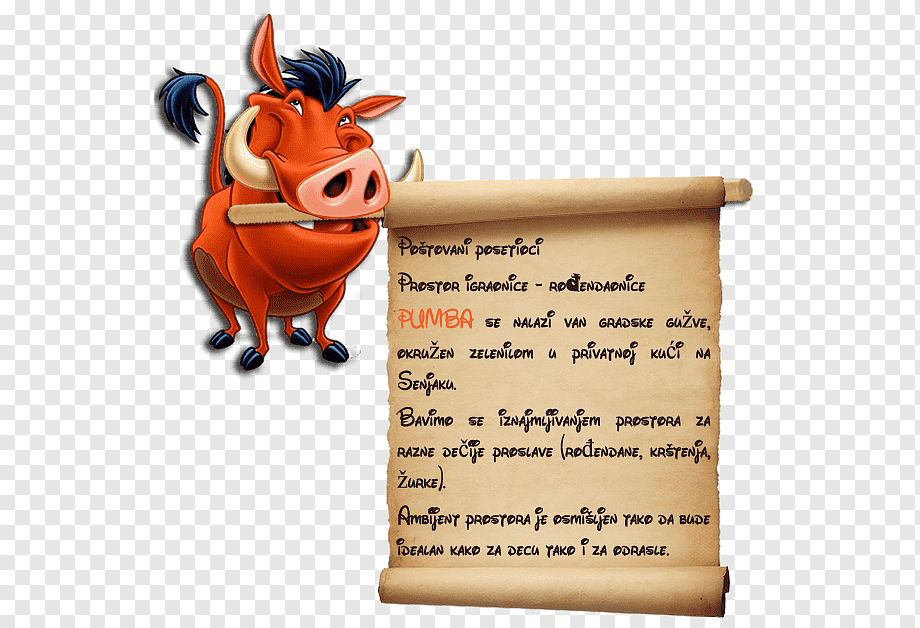 Poštovani posetioci
Prostor igraonice - rođendaonice
PUMBA se nalazi van gradske gužve,
okružen zelenilom u privatnoj kući na
Senjaku.
Bavimo se iznajmljivanjem prostora za
razne dečije proslave (rođendane, krštenja,
žurke).
Ambijent prostora je osmišljen tako da bude
idealan kako za decu tako i za odrasle.